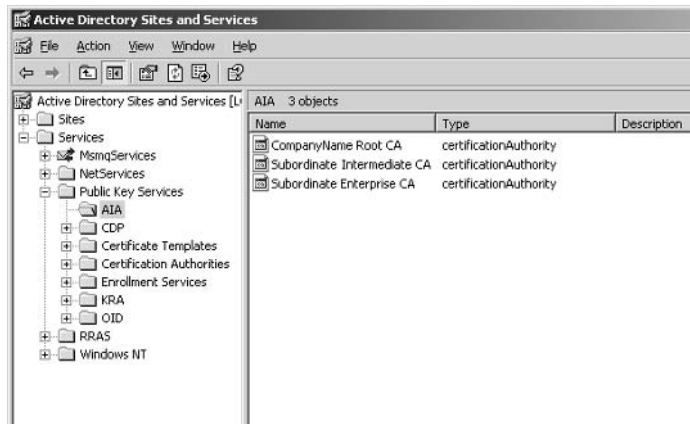 Active Directory Sites and Services
File Action View Window Help
Active Directory Sites and Services [L
Sites
Services
MsmqServices
NetServices
Public Key Services
AIA
CDP
Certificate Templates
Certification Authorities
Enrollment Services
KRA
OID
RRAS
Windows NT
AIA 3 objects
Name Type Description
CompanyName Root CA certificationAuthority
Subordinate Intermediate CA certificationAuthority
Subordinate Enterprise CA certificationAuthority